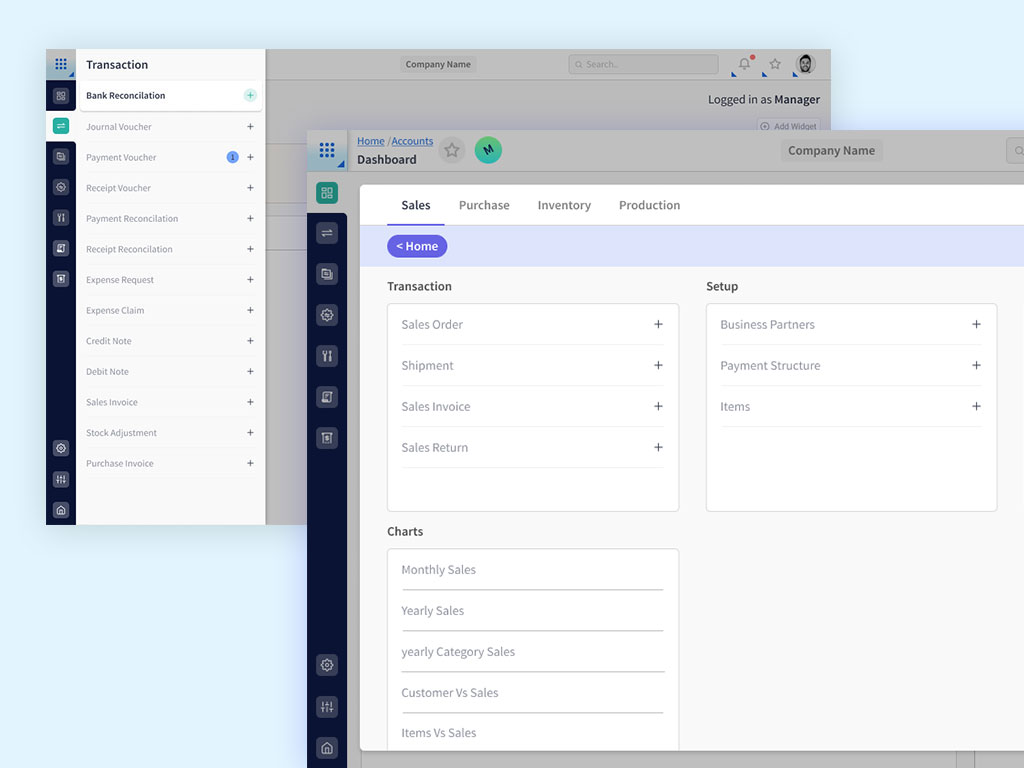 Transaction
Company Name
Search..
Bank Reconcilation
Logged in as Manager
Add Widget
Journal Voucher
Payment Voucher
1
Receipt Voucher
Payment Reconcilation
Receipt Reconcilation
Expense Request
Expense Claim
Credit Note
Debit Note
Sales Invoice
Stock Adjustment
Purchase Invoice
Home / Accounts
Dashboard
M
Company Name
Sales
Purchase
Inventory
Production
< Home
Transaction
Sales Order
Shipment
Sales Invoice
Sales Return
Setup
Business Partners
Payment Structure
Items
Charts
Monthly Sales
Yearly Sales
yearly Category Sales
Customer Vs Sales
Items Vs Sales